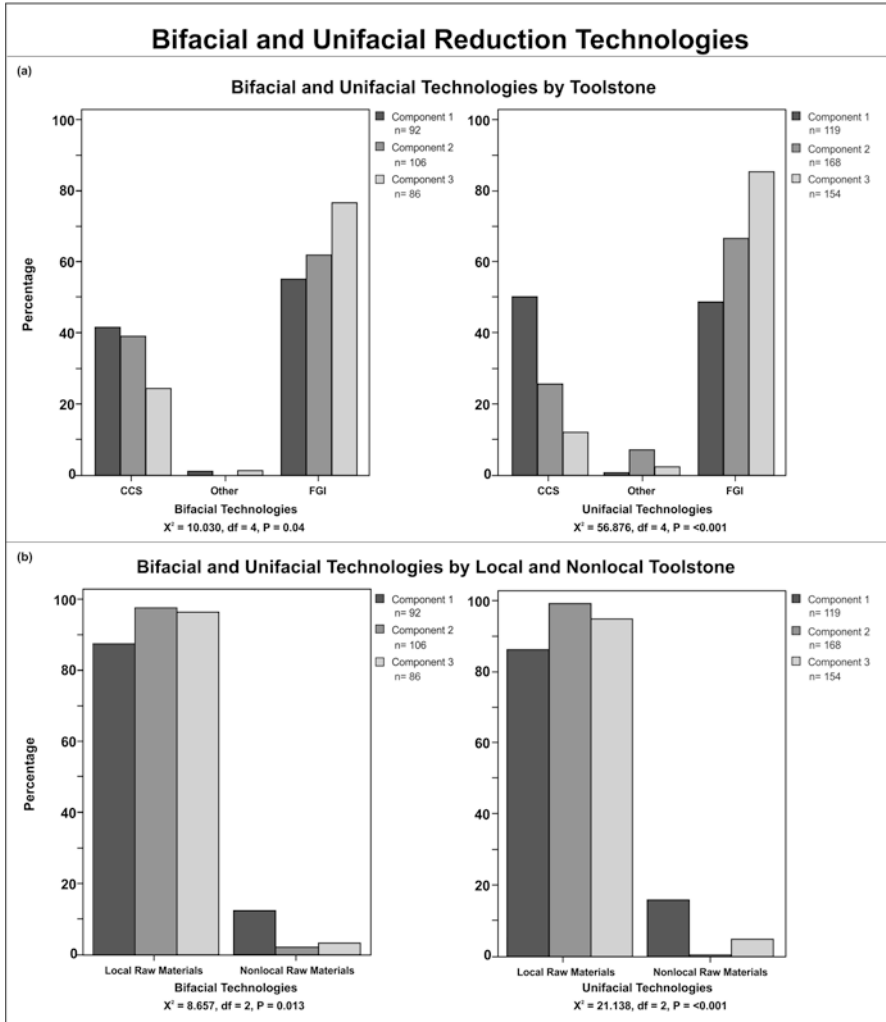 Bifacial and Unifacial Reduction Technologies
(a)
Bifacial and Unifacial Technologies by Toolstone
100
80
60
40
20
0
Percentage
CCS
Other
FGI
Bifacial Technologies
X² = 10.030, df = 4, P = 0.04
Component 1
n= 92
Component 2
n= 106
Component 3
n= 86
100
80
60
40
20
0
CCS
Other
FGI
Unifacial Technologies
X² = 56.876, df = 4, P = <0.001
Component 1
n= 119
Component 2
n= 168
Component 3
n= 154
(b)
Bifacial and Unifacial Technologies by Local and Nonlocal Toolstone
100
80
60
40
20
0
Percentage
Local Raw Materials
Nonlocal Raw Materials
Bifacial Technologies
X² = 8.657, df = 2, P = 0.013
Component 1
n= 92
Component 2
n= 106
Component 3
n= 86
100
80
60
40
20
0
Local Raw Materials
Nonlocal Raw Materials
Unifacial Technologies
X² = 21.138, df = 2, P = <0.001
Component 1
n= 119
Component 2
n= 168
Component 3
n= 154